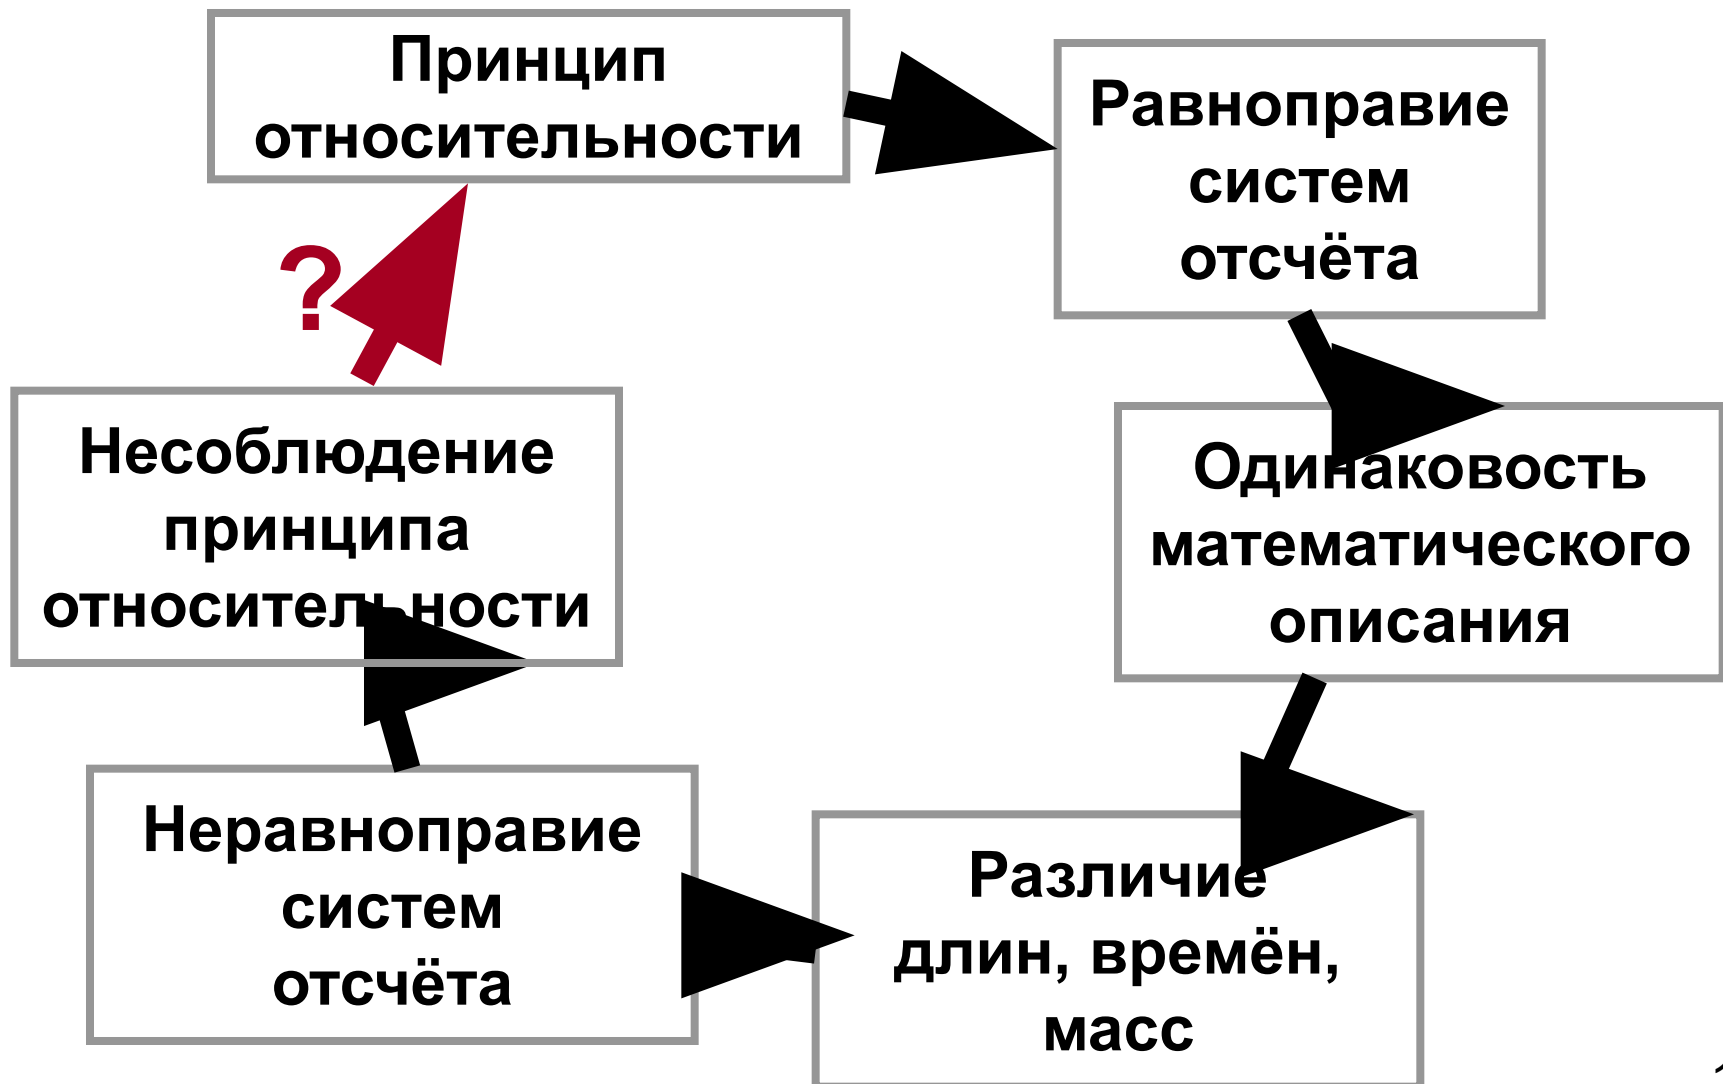 Принцип
относительности
Равноправие
систем
отсчёта
?
Несоблюдение
принципа
относительности
Одинаковость
математического
описания
Неравноправие
систем
отсчёта
Различие
длин, времён,
масс